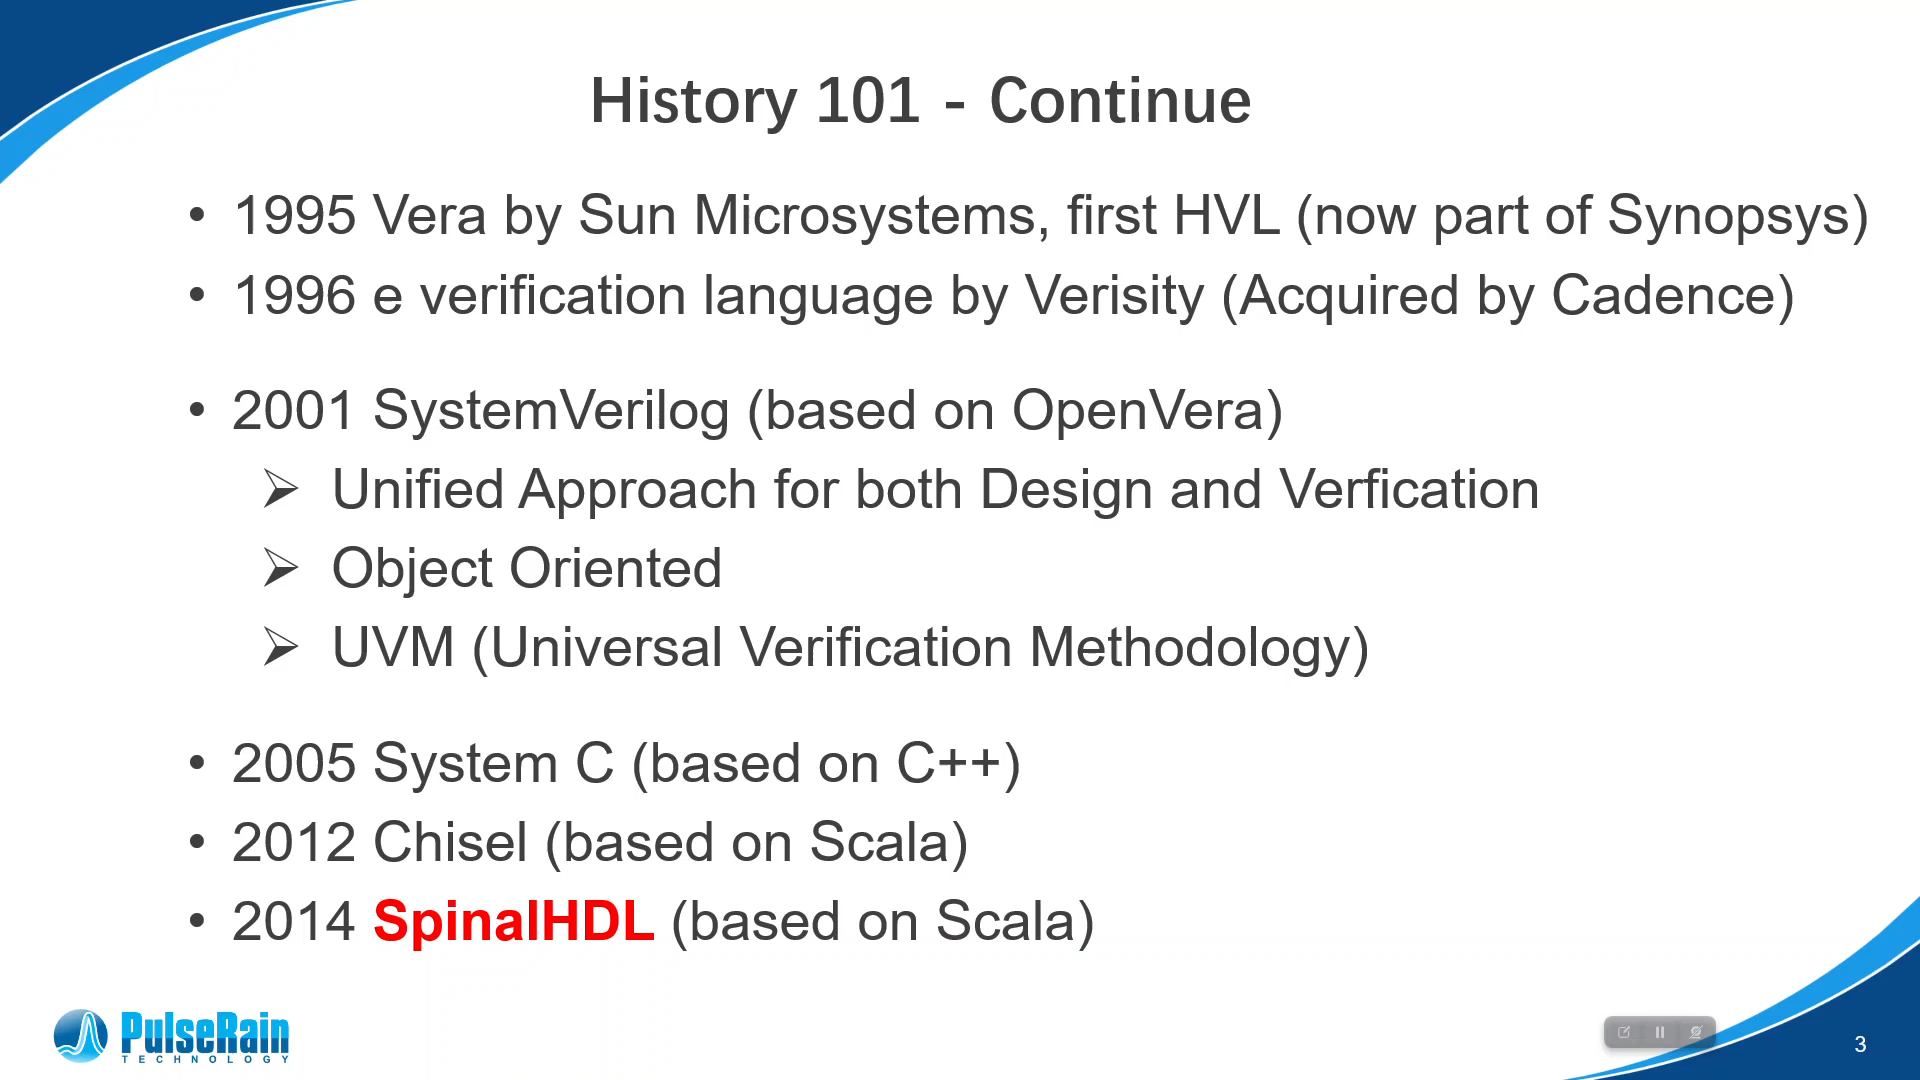 History 101 - Continue
• 1995 Vera by Sun Microsystems, first HVL (now part of Synopsys)
• 1996 e verification language by Verisity (Acquired by Cadence)
• 2001 SystemVerilog (based on OpenVera)
➢ Unified Approach for both Design and Verfication
➢ Object Oriented
➢ UVM (Universal Verification Methodology)
• 2005 System C (based on C++)
• 2012 Chisel (based on Scala)
• 2014 SpinalHDL (based on Scala)
PulseRain
TECHNOLOGY
3